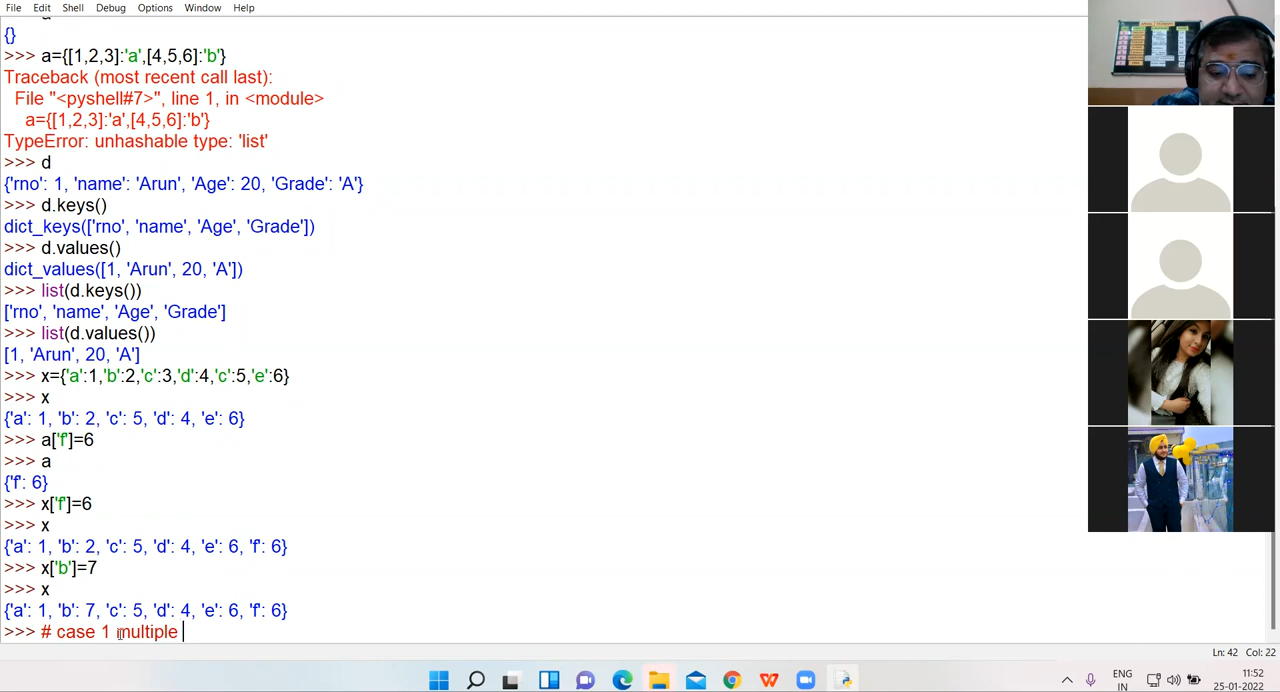 File Edit Shell Debug Options Window Help
{}
>>> a={[1,2,3]:'a',[4,5,6]:'b'}
Traceback (most recent call last):
File "<pyshell#7>", line 1, in <module>
a={[1,2,3]:'a',[4,5,6]:'b'}
TypeError: unhashable type: 'list'
>>> d
{'rno': 1, 'name': 'Arun', 'Age': 20, 'Grade': 'A'}
>>> d.keys()
dict_keys(['rno', 'name', 'Age', 'Grade'])
>>> d.values()
dict_values([1, 'Arun', 20, 'A'])
>>> list(d.keys())
['rno', 'name', 'Age', 'Grade']
>>> list(d.values())
[1, 'Arun', 20, 'A']
>>> x={'a':1,'b':2,'c':3,'d':4,'c':5,'e':6}
>>> x
{'a': 1, 'b': 2, 'c': 5, 'd': 4, 'e': 6}
>>> a['f']=6
>>> a
{'f': 6}
>>> x['f']=6
>>> x
{'a': 1, 'b': 2, 'c': 5, 'd': 4, 'e': 6, 'f': 6}
>>> x['b']=7
>>> x
{'a': 1, 'b': 7, 'c': 5, 'd': 4, 'e': 6, 'f': 6}
>>> # case 1 multiple
Ln: 42 Col: 22
ENG
IN
11:52
25-01-2022